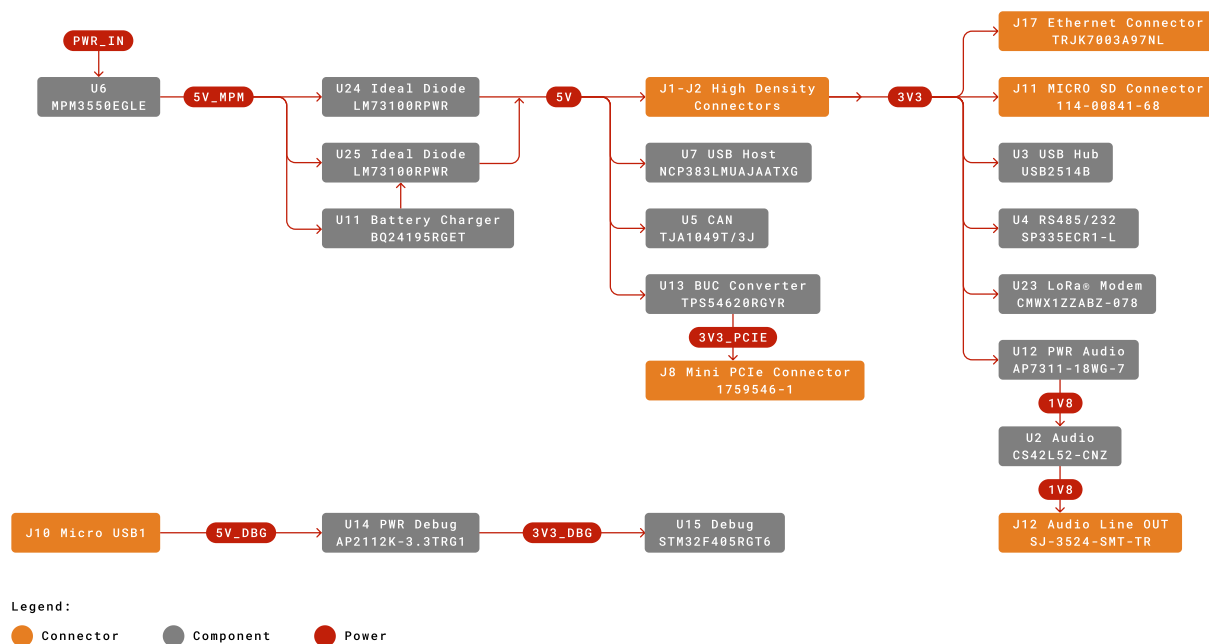 PWR_IN
U6
MPM3550EGLE
5V_MPM
U24 Ideal Diode
LM73100RPWR
U25 Ideal Diode
LM73100RPWR
U11 Battery Charger
BQ24195RGET
5V
J1-J2 High Density
Connectors
U7 USB Host
NCP383LMUAJAATXG
U5 CAN
TJA1049T/3J
U13 BUC Converter
TPS54620RGYR
3V3_PCIE
J8 Mini PCIe Connector
1759546-1
3V3
J17 Ethernet Connector
TRJK7003A97NL
J11 MICRO SD Connector
114-00841-68
U3 USB Hub
USB2514B
U4 RS485/232
SP335ECR1-L
U23 LoRa® Modem
CMWX1ZZABZ-078
U12 PWR Audio
AP7311-18WG-7
1V8
U2 Audio
CS42L52-CNZ
1V8
J12 Audio Line OUT
SJ-3524-SMT-TR
J10 Micro USB1
5V_DBG
U14 PWR Debug
AP2112K-3.3TRG1
3V3_DBG
U15 Debug
STM32F405RGT6
Legend:
Connector
Component
Power